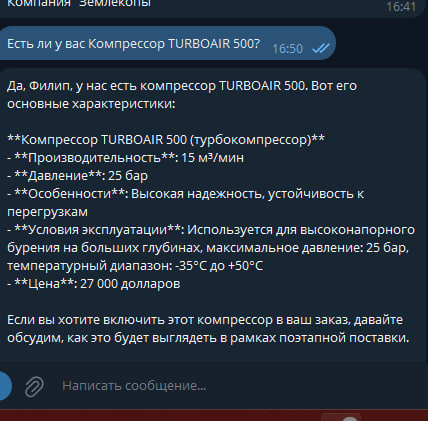 Компания "Землекопы"
16:41
Есть ли у вас Компрессор TURBOAIR 500?
16:50
Да, Филип, у нас есть компрессор TURBOAIR 500. Вот его
основные характеристики:
**Компрессор TURBOAIR 500 (турбокомпрессор)**
- **Производительность**: 15 м³/мин
- **Давление**: 25 бар
- **Особенности**: Высокая надежность, устойчивость к
перегрузкам
- **Условия эксплуатации**: Используется для высоконапорного
бурения на больших глубинах, максимальное давление: 25 бар,
температурный диапазон: -35°C до +50°C
- **Цена**: 27 000 долларов
Если вы хотите включить этот компрессор в ваш заказ, давайте
обсудим, как это будет выглядеть в рамках поэтапной поставки.
Написать сообщение...